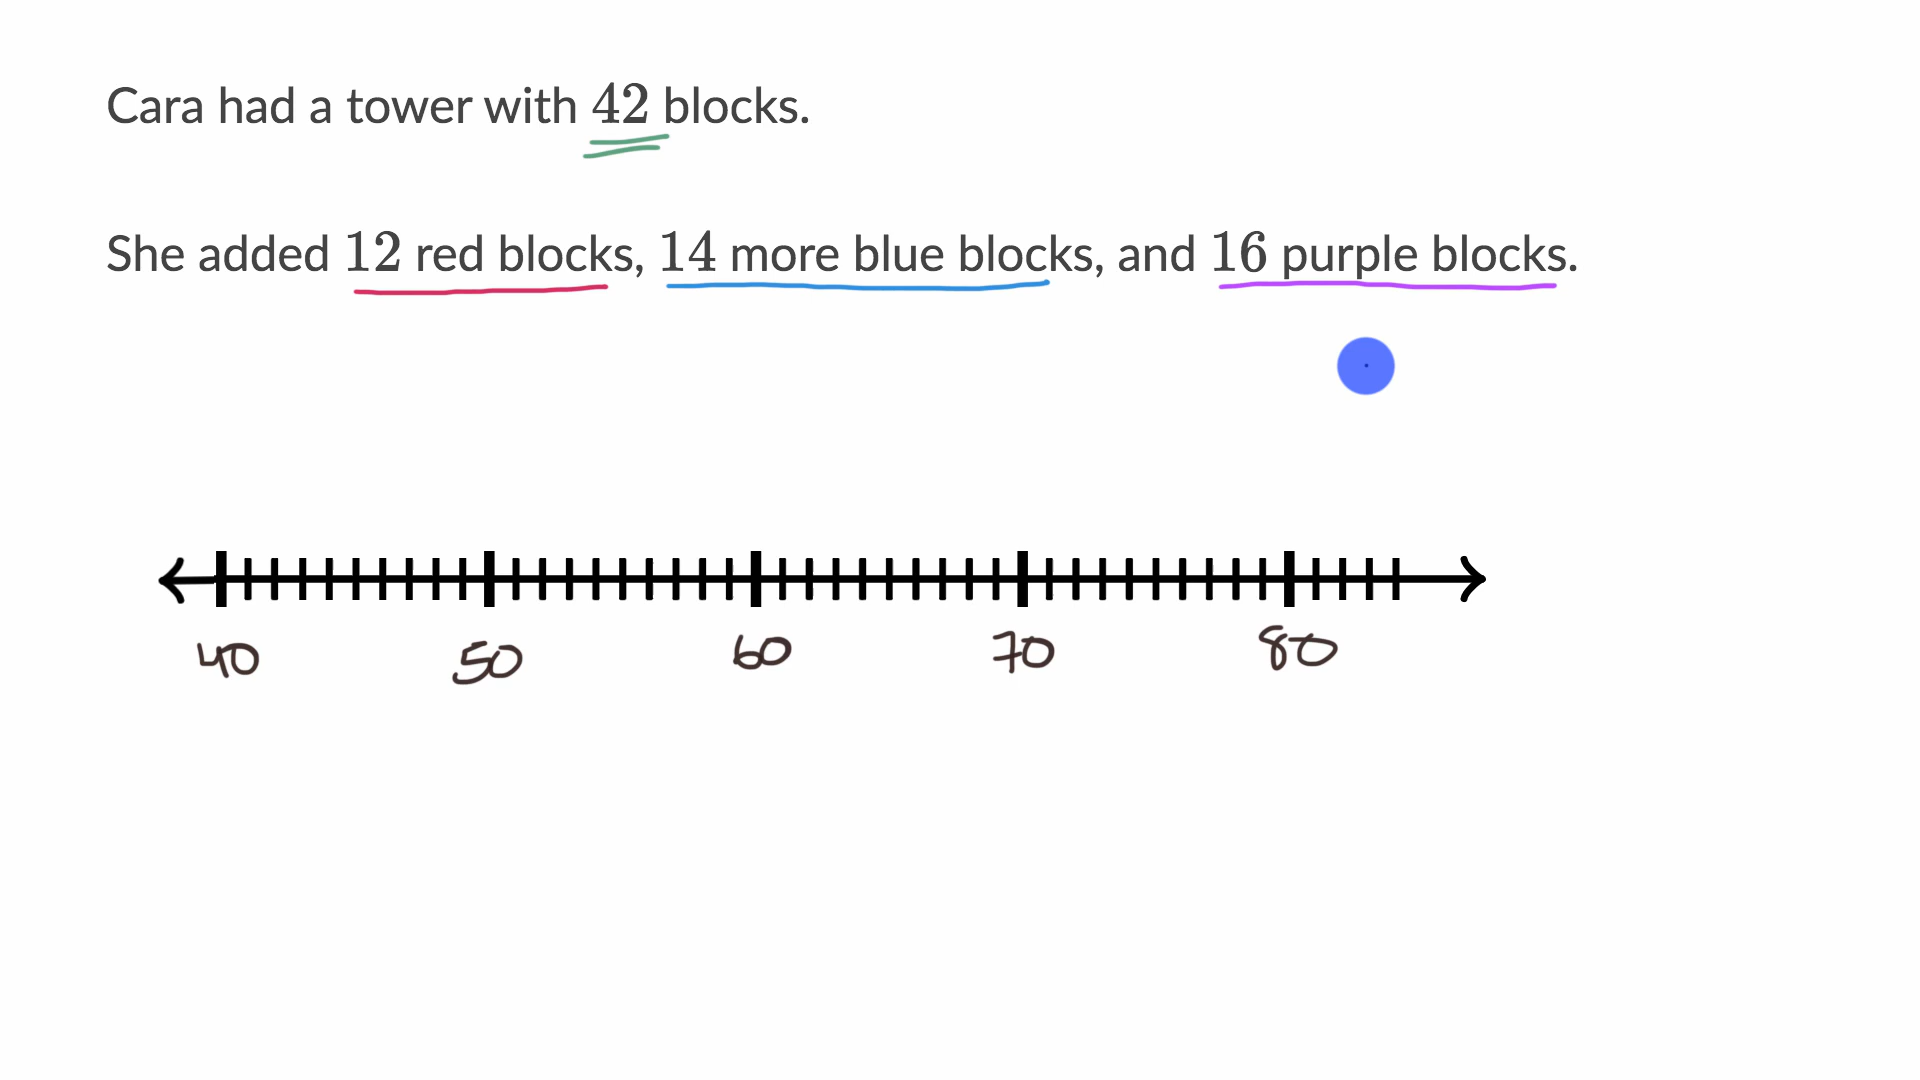 Cara had a tower with 42 blocks.
She added 12 red blocks, 14 more blue blocks, and 16 purple blocks.
40 50 60 70 80